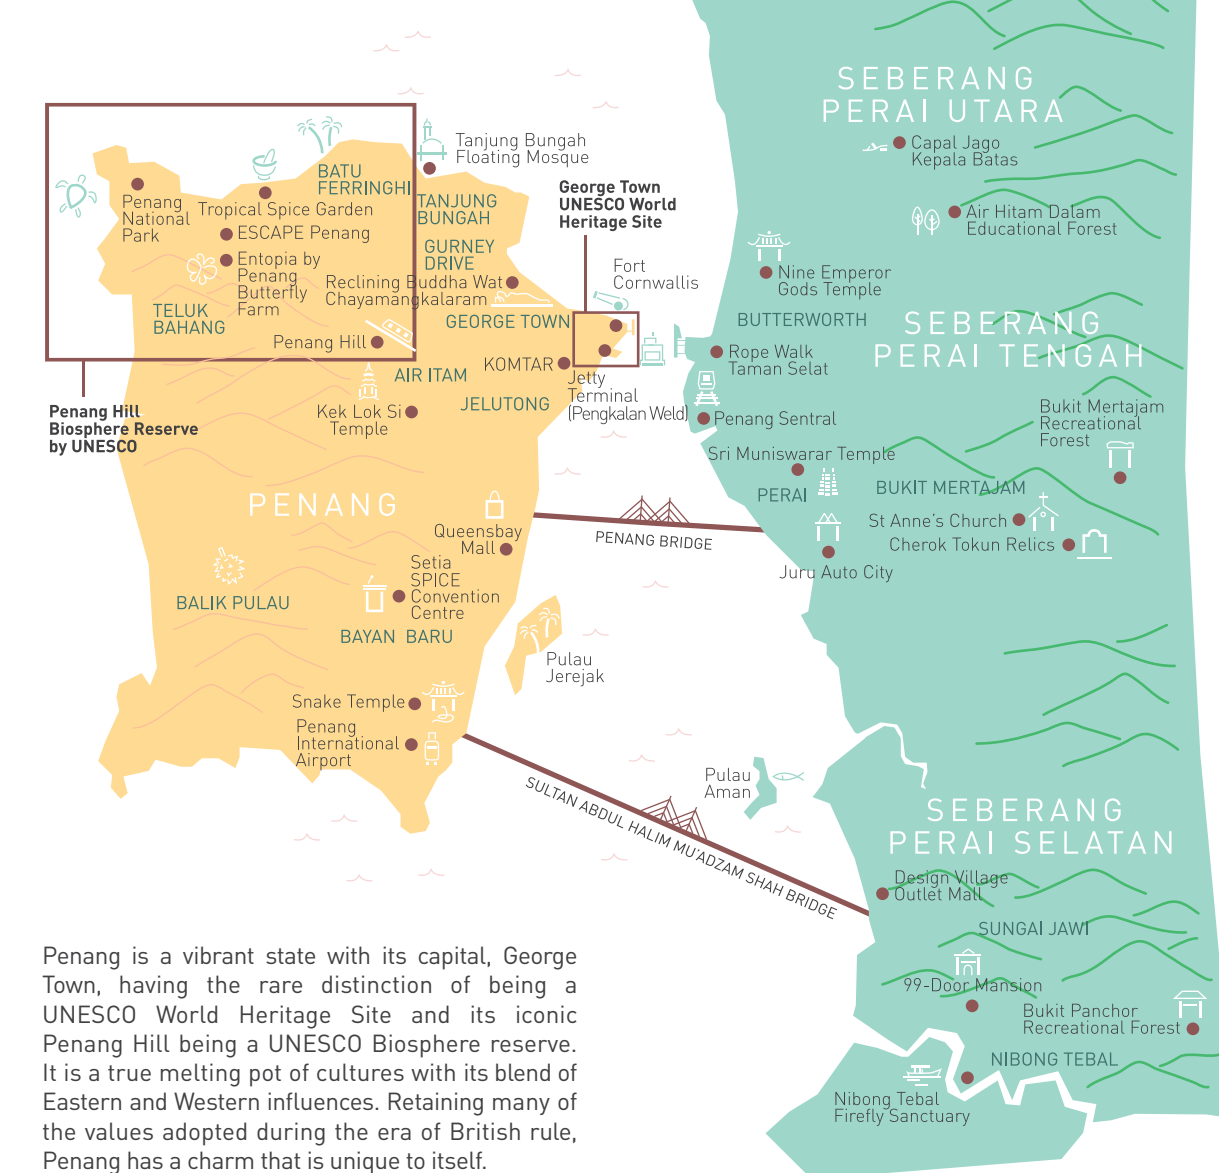 SEBERANG
PERAI UTARA
Capal Jago
Kepala Batas
Air Hitam Dalam
Educational Forest
Tanjung Bungah
Floating Mosque
BATU
FERRINGHI
Penang
National
Park
Tropical Spice Garden
ESCAPE Penang
Entopia by
Penang
Butterfly
Farm
TELUK
BAHANG
Penang Hill
TANJUNG
BUNGAH
GURNEY
DRIVE
Reclining Buddha Wat
Chayamangkalaram
GEORGE TOWN
George Town
UNESCO World
Heritage Site
Fort
Cornwallis
Nine Emperor
Gods Temple
BUTTERWORTH
SEBERANG
PERAI TENGAH
Rope Walk
Taman Selat
KOMTAR
Jetty
Terminal
(Pengkalan Weld)
AIR ITAM
JELUTONG
Kek Lok Si
Temple
Penang Hill
Biosphere Reserve
by UNESCO
Penang Sentral
Bukit Mertajam
Recreational
Forest
Sri Muniswarar Temple
PERAI
BUKIT MERTAJAM
St Anne's Church
Cherok Tokun Relics
Juru Auto City
PENANG
Queensbay
Mall
PENANG BRIDGE
Setia
SPICE
Convention
Centre
BALIK PULAU
BAYAN BARU
Pulau
Jerejak
Snake Temple
Penang
International
Airport
SULTAN ABDUL HALIM MU'ADZAM SHAH BRIDGE
Pulau
Aman
SEBERANG
PERAI SELATAN
Design Village
Outlet Mall
SUNGAI JAWI
99-Door Mansion
Bukit Panchor
Recreational Forest
NIBONG TEBAL
Nibong Tebal
Firefly Sanctuary
Penang is a vibrant state with its capital, George
Town, having the rare distinction of being a
UNESCO World Heritage Site and its iconic
Penang Hill being a UNESCO Biosphere reserve.
It is a true melting pot of cultures with its blend of
Eastern and Western influences. Retaining many of
the values adopted during the era of British rule,
Penang has a charm that is unique to itself.